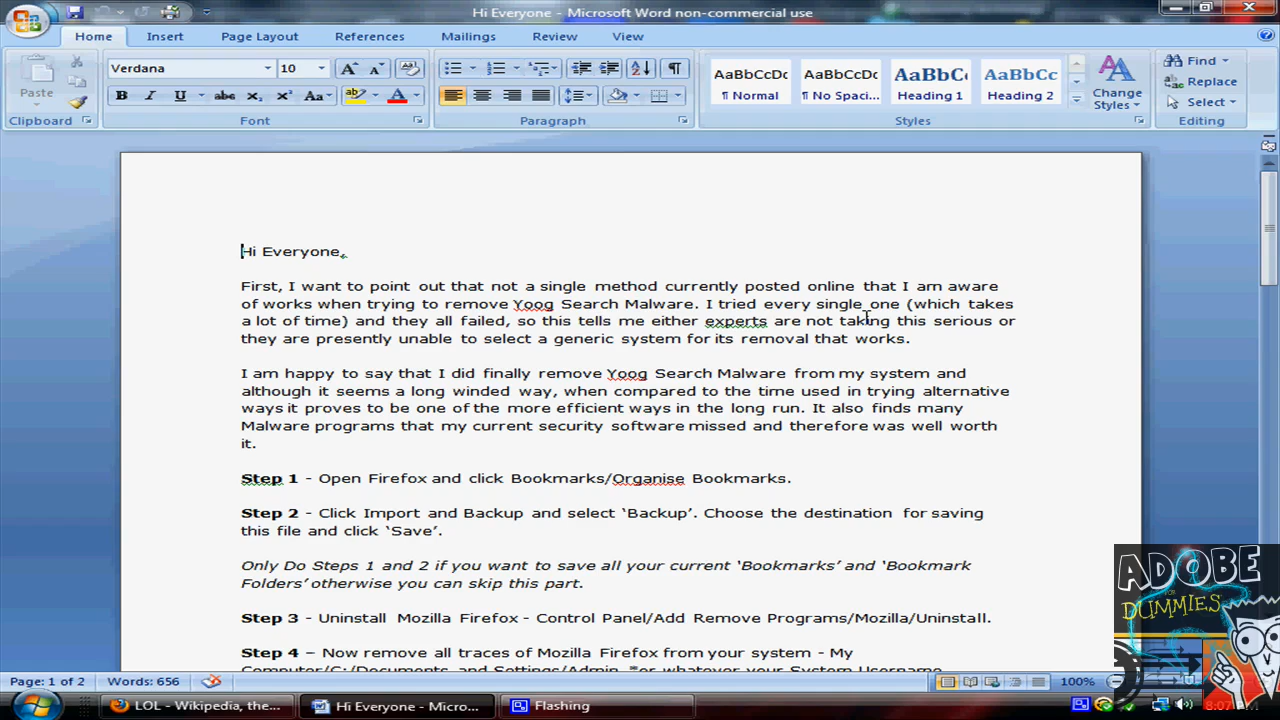 Hi Everyone - Microsoft Word non-commercial use
Home Insert Page Layout References Mailings Review View
Verdana 10
AaBbCcDc AaBbCcDc AaBbC AaBbCc
Paste
¶ Normal ¶ No Spaci... Heading 1 Heading 2
Change Styles
Find
Replace
Select
Clipboard Font Paragraph Styles Editing
Hi Everyone,
First, I want to point out that not a single method currently posted online that I am aware
of works when trying to remove Yoog Search Malware. I tried every single one (which takes
a lot of time) and they all failed, so this tells me either experts are not taking this serious or
they are presently unable to select a generic system for its removal that works.
I am happy to say that I did finally remove Yoog Search Malware from my system and
although it seems a long winded way, when compared to the time used in trying alternative
ways it proves to be one of the more efficient ways in the long run. It also finds many
Malware programs that my current security software missed and therefore was well worth
it.
Step 1 - Open Firefox and click Bookmarks/Organise Bookmarks.
Step 2 - Click Import and Backup and select ‘Backup’. Choose the destination for saving
this file and click ‘Save’.
Only Do Steps 1 and 2 if you want to save all your current ‘Bookmarks’ and ‘Bookmark
Folders’ otherwise you can skip this part.
Step 3 - Uninstall Mozilla Firefox - Control Panel/Add Remove Programs/Mozilla/Uninstall.
Step 4 – Now remove all traces of Mozilla Firefox from your system - My
ADOBE
FOR
DUMMIES
Page: 1 of 2 Words: 656 100%
LOL - Wikipedia, the... Hi Everyone - Micro... Flashing